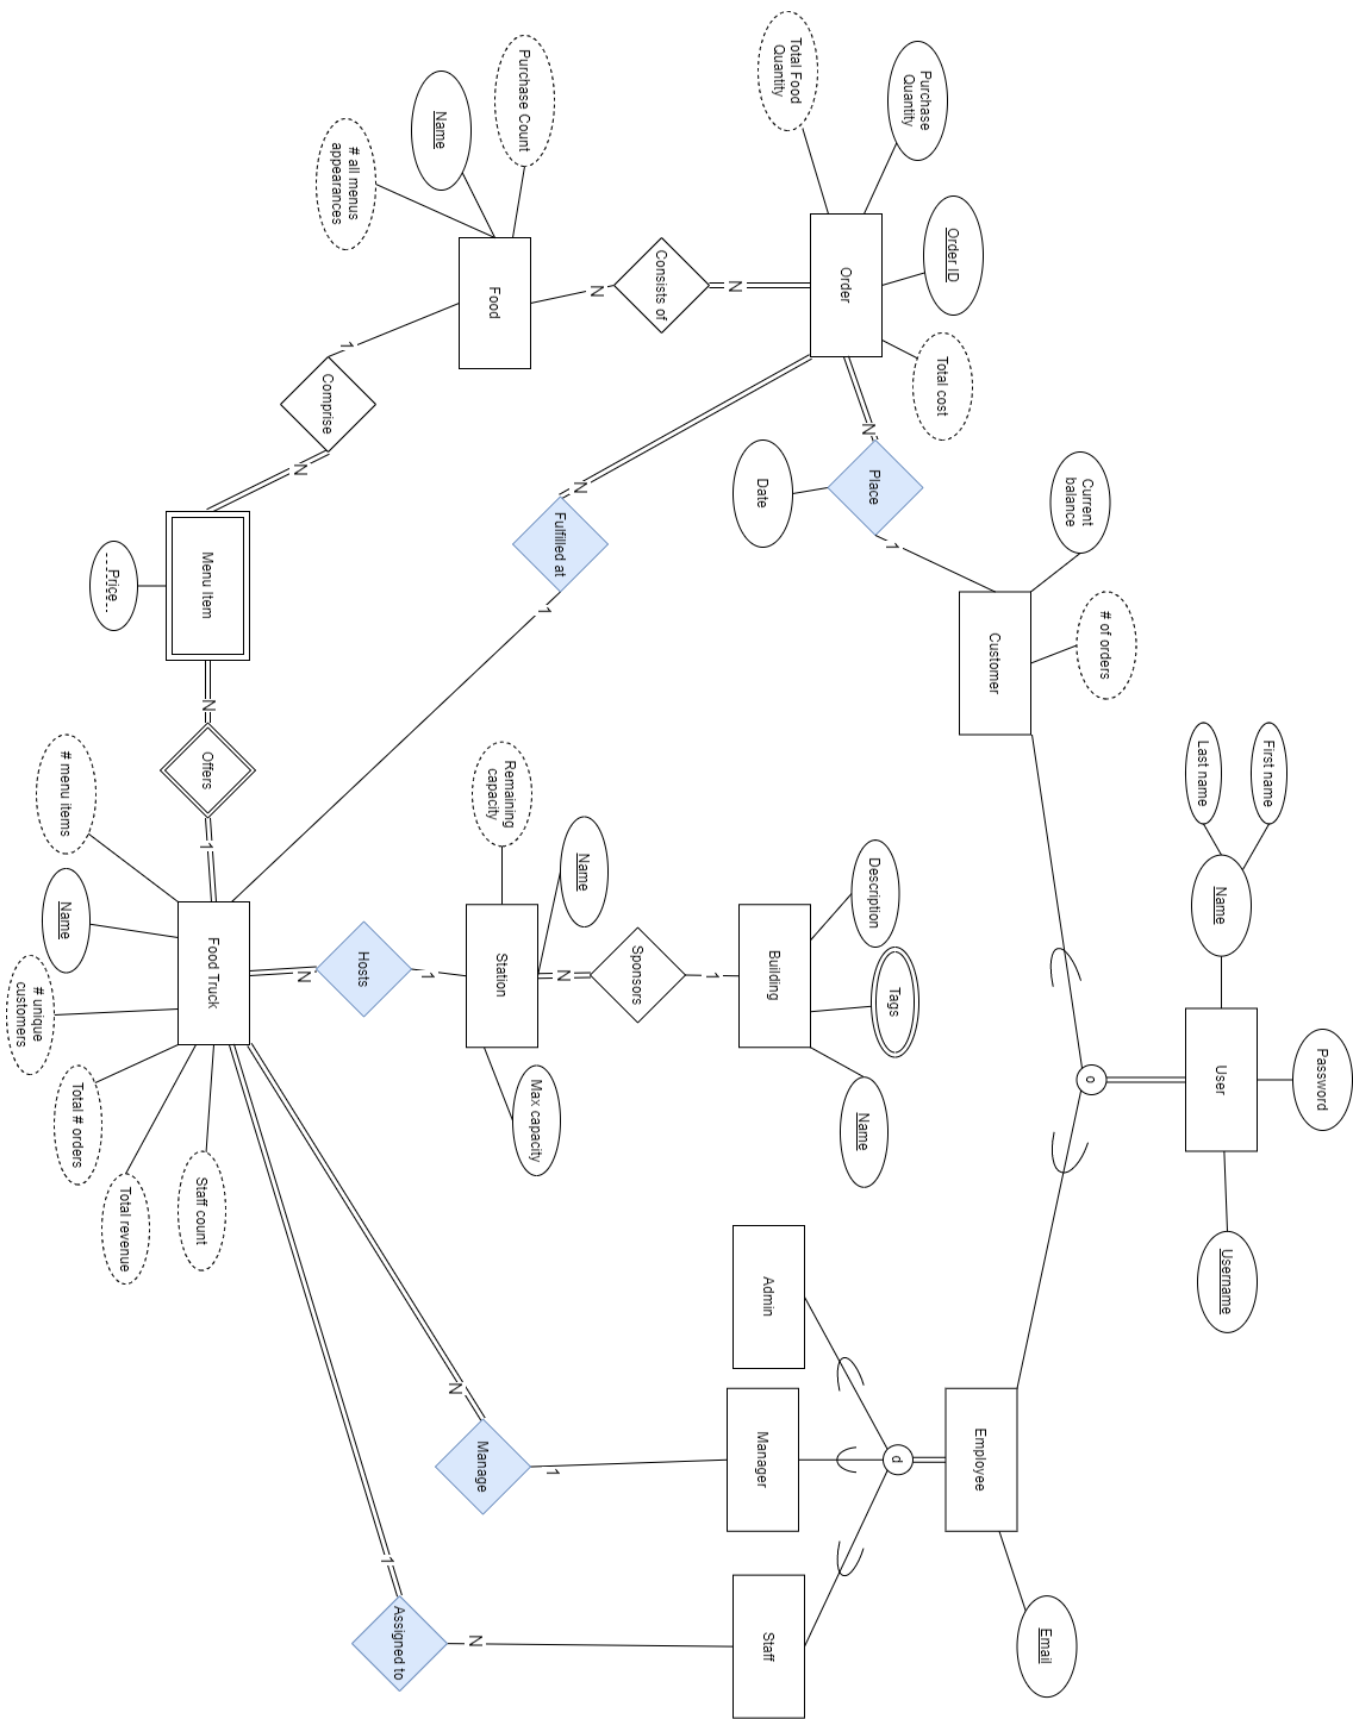 First name
Last name
Name
Password
User
Username
o
Current
balance
# of orders
Customer
Employee
Email
d
Admin
Manager
Staff
Purchase
Quantity
Total Food
Quantity
Order ID
Total cost
Order
N
Place
1
Date
Description
Tags
Name
Building
1
Sponsors
N
Name
Remaining
capacity
Station
Max capacity
1
Hosts
N
N
Consists of
N
Purchase Count
Name
# all menus
appearances
Food
N
Fulfilled at
1
1
Comprise
N
Menu Item
Price
N
Offers
1
Food Truck
# menu items
Name
# unique
customers
Total # orders
Total revenue
Staff count
N
Manage
1
1
Assigned to
N